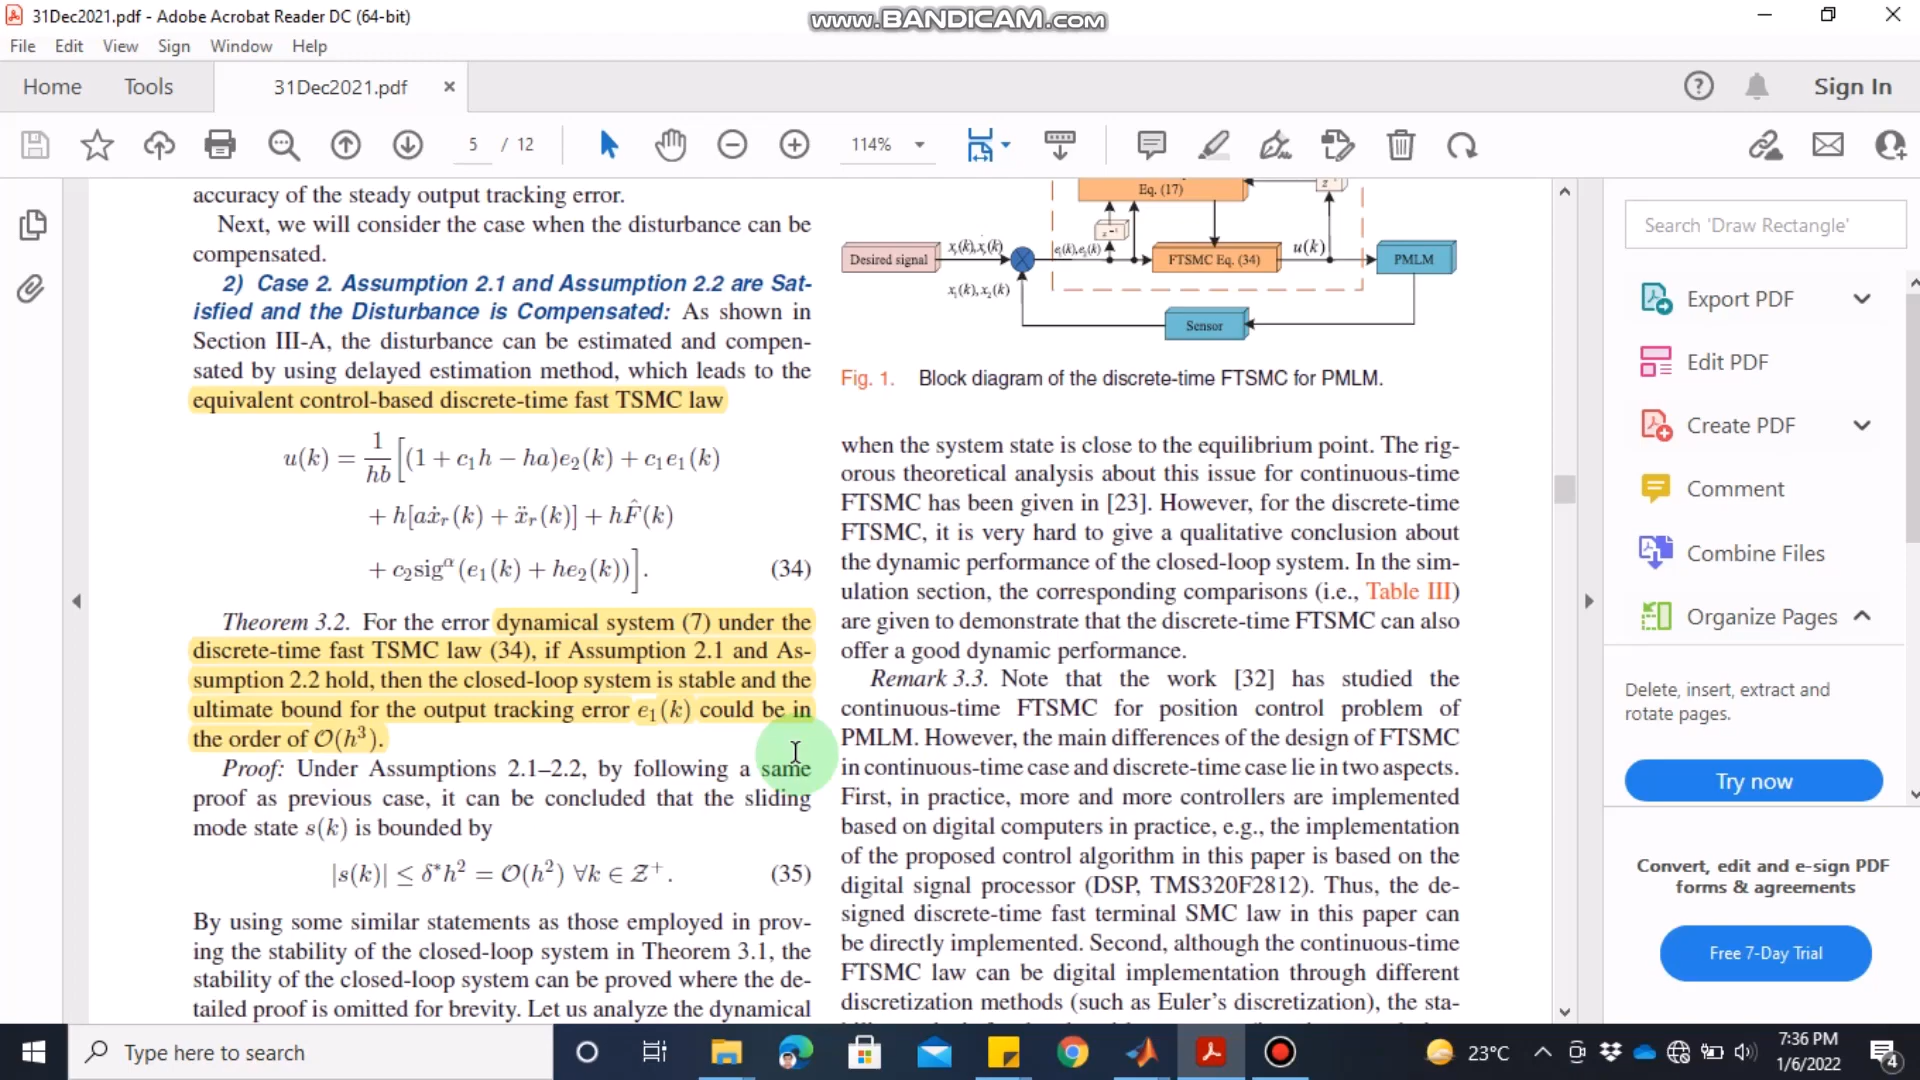 31Dec2021.pdf - Adobe Acrobat Reader DC (64-bit)
www.BANDICAM.com
File Edit View Sign Window Help
Home Tools 31Dec2021.pdf × Sign In
5 / 12 114%
accuracy of the steady output tracking error.
Next, we will consider the case when the disturbance can be
compensated.
2) Case 2. Assumption 2.1 and Assumption 2.2 are Sat-
isfied and the Disturbance is Compensated: As shown in
Section III-A, the disturbance can be estimated and compen-
sated by using delayed estimation method, which leads to the
equivalent control-based discrete-time fast TSMC law
u(k) = 1/hb [(1 + c₁h − ha)e₂(k) + c₁e₁(k)
+ h[aẋᵣ(k) + ẍᵣ(k)] + hF̂(k)
+ c₂sigᵅ(e₁(k) + he₂(k))]. (34)
Theorem 3.2. For the error dynamical system (7) under the
discrete-time fast TSMC law (34), if Assumption 2.1 and As-
sumption 2.2 hold, then the closed-loop system is stable and the
ultimate bound for the output tracking error e₁(k) could be in
the order of O(h³).
Proof: Under Assumptions 2.1–2.2, by following a same
proof as previous case, it can be concluded that the sliding
mode state s(k) is bounded by
|s(k)| ≤ δ*h² = O(h²) ∀k ∈ Z⁺. (35)
By using some similar statements as those employed in prov-
ing the stability of the closed-loop system in Theorem 3.1, the
stability of the closed-loop system can be proved where the de-
tailed proof is omitted for brevity. Let us analyze the dynamical
Eq. (17)
z⁻¹
z⁻¹
Desired signal
xᵣ(k),ẋᵣ(k)
e₁(k),e₂(k)
FTSMC Eq. (34)
u(k)
PMLM
x₁(k),x₂(k)
Sensor
Fig. 1. Block diagram of the discrete-time FTSMC for PMLM.
when the system state is close to the equilibrium point. The rig-
orous theoretical analysis about this issue for continuous-time
FTSMC has been given in [23]. However, for the discrete-time
FTSMC, it is very hard to give a qualitative conclusion about
the dynamic performance of the closed-loop system. In the sim-
ulation section, the corresponding comparisons (i.e., Table III)
are given to demonstrate that the discrete-time FTSMC can also
offer a good dynamic performance.
Remark 3.3. Note that the work [32] has studied the
continuous-time FTSMC for position control problem of
PMLM. However, the main differences of the design of FTSMC
in continuous-time case and discrete-time case lie in two aspects.
First, in practice, more and more controllers are implemented
based on digital computers in practice, e.g., the implementation
of the proposed control algorithm in this paper is based on the
digital signal processor (DSP, TMS320F2812). Thus, the de-
signed discrete-time fast terminal SMC law in this paper can
be directly implemented. Second, although the continuous-time
FTSMC law can be digital implementation through different
discretization methods (such as Euler's discretization), the sta-
Search 'Draw Rectangle'
Export PDF
Edit PDF
Create PDF
Comment
Combine Files
Organize Pages
Delete, insert, extract and
rotate pages.
Try now
Convert, edit and e-sign PDF
forms & agreements
Free 7-Day Trial
Type here to search
23°C
7:36 PM
1/6/2022
4